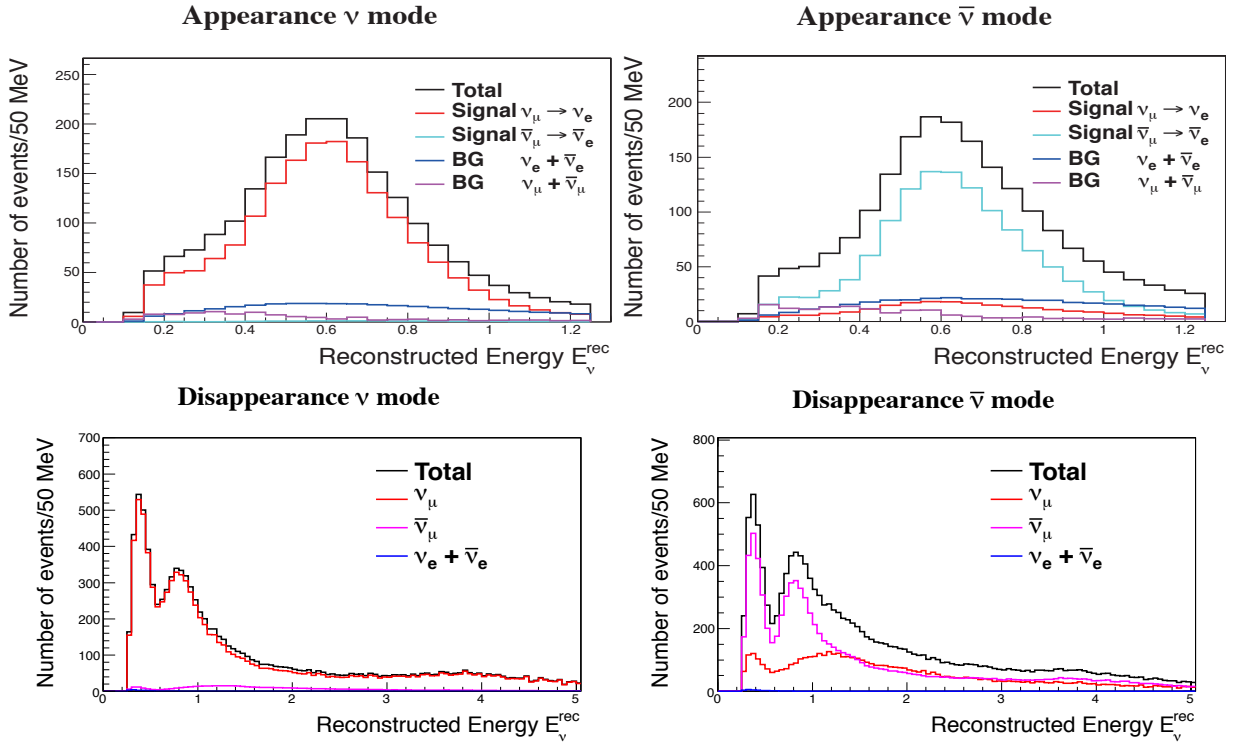 Appearance ν mode
Number of events/50 MeV
250
200
150
100
50
0
Total
Signal νμ → νe
Signal ν̅μ → ν̅e
BG νe + ν̅e
BG νμ + ν̅μ
0.2 0.4 0.6 0.8 1 1.2
Reconstructed Energy Eνrec
Appearance ν̅ mode
Number of events/50 MeV
200
150
100
50
0
Total
Signal νμ → νe
Signal ν̅μ → ν̅e
BG νe + ν̅e
BG νμ + ν̅μ
0.2 0.4 0.6 0.8 1 1.2
Reconstructed Energy Eνrec
Disappearance ν mode
Number of events/50 MeV
700
600
500
400
300
200
100
0
Total
νμ
ν̅μ
νe + ν̅e
0 1 2 3 4 5
Reconstructed Energy Eνrec
Disappearance ν̅ mode
Number of events/50 MeV
800
600
400
200
0
Total
νμ
ν̅μ
νe + ν̅e
0 1 2 3 4 5
Reconstructed Energy Eνrec